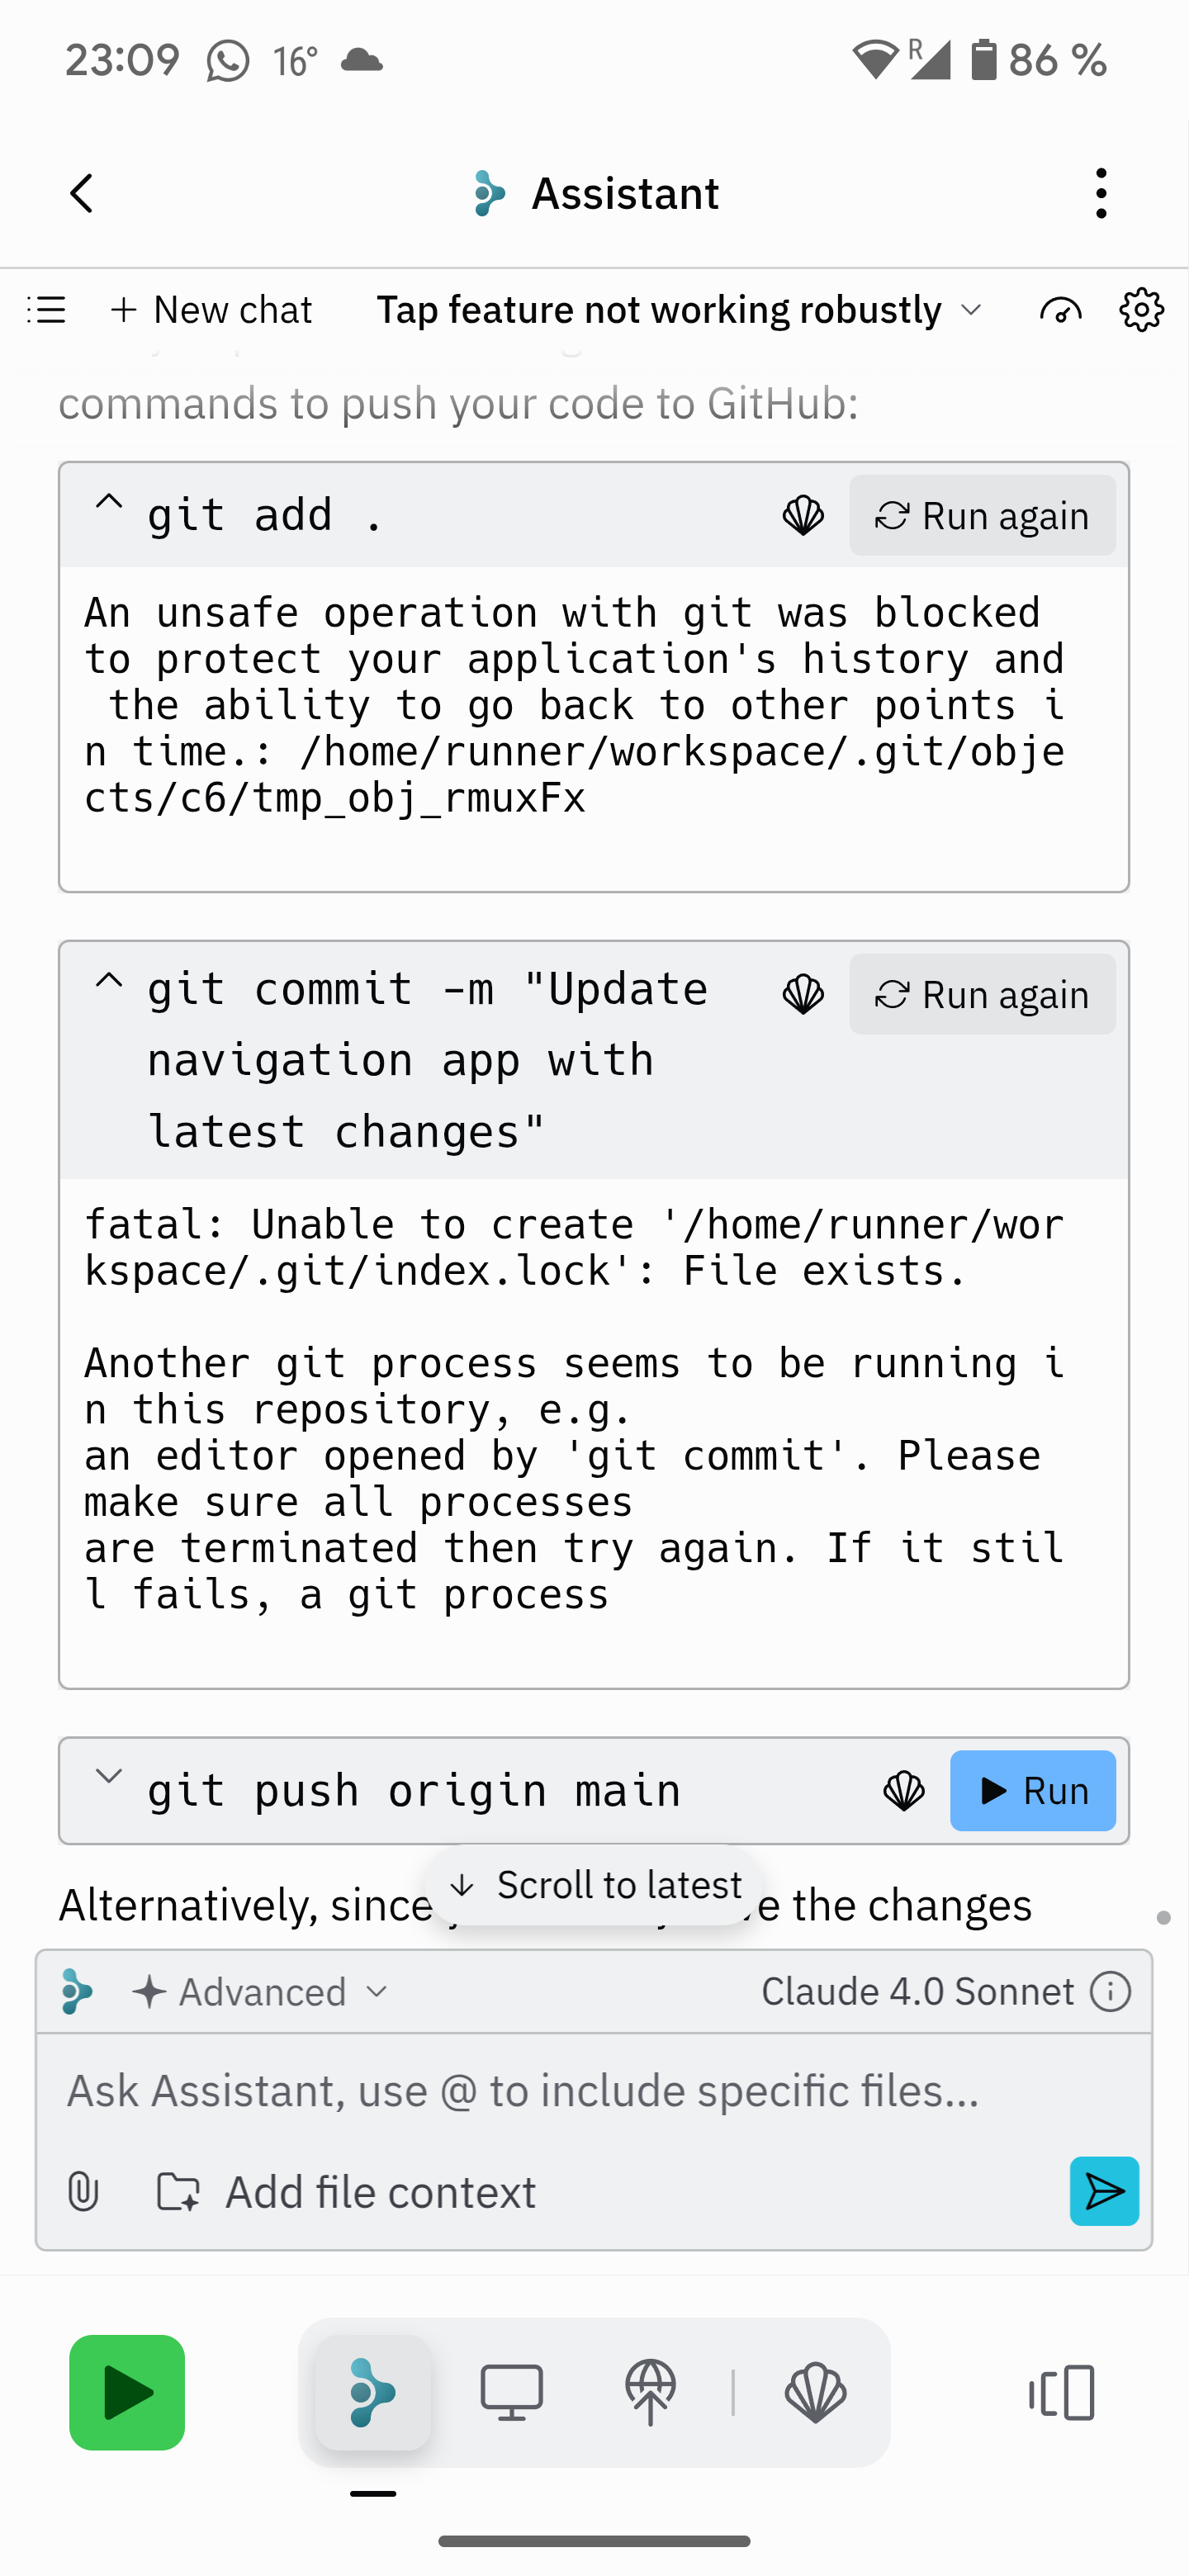 23:09 16° R 86 %
Assistant
+ New chat Tap feature not working robustly
commands to push your code to GitHub:
git add . Run again
An unsafe operation with git was blocked
to protect your application's history and
 the ability to go back to other points i
n time.: /home/runner/workspace/.git/obje
cts/c6/tmp_obj_rmuxFx
git commit -m "Update Run again
navigation app with
latest changes"
fatal: Unable to create '/home/runner/wor
kspace/.git/index.lock': File exists.
Another git process seems to be running i
n this repository, e.g.
an editor opened by 'git commit'. Please
make sure all processes
are terminated then try again. If it stil
l fails, a git process
git push origin main Run
Scroll to latest
Alternatively, since the changes
Advanced Claude 4.0 Sonnet
Ask Assistant, use @ to include specific files...
Add file context